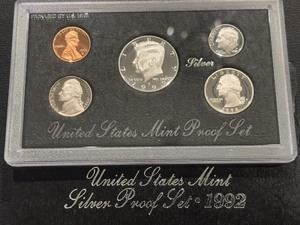 Silver
United States Mint Proof Set
United States Mint
Silver Proof Set • 1992